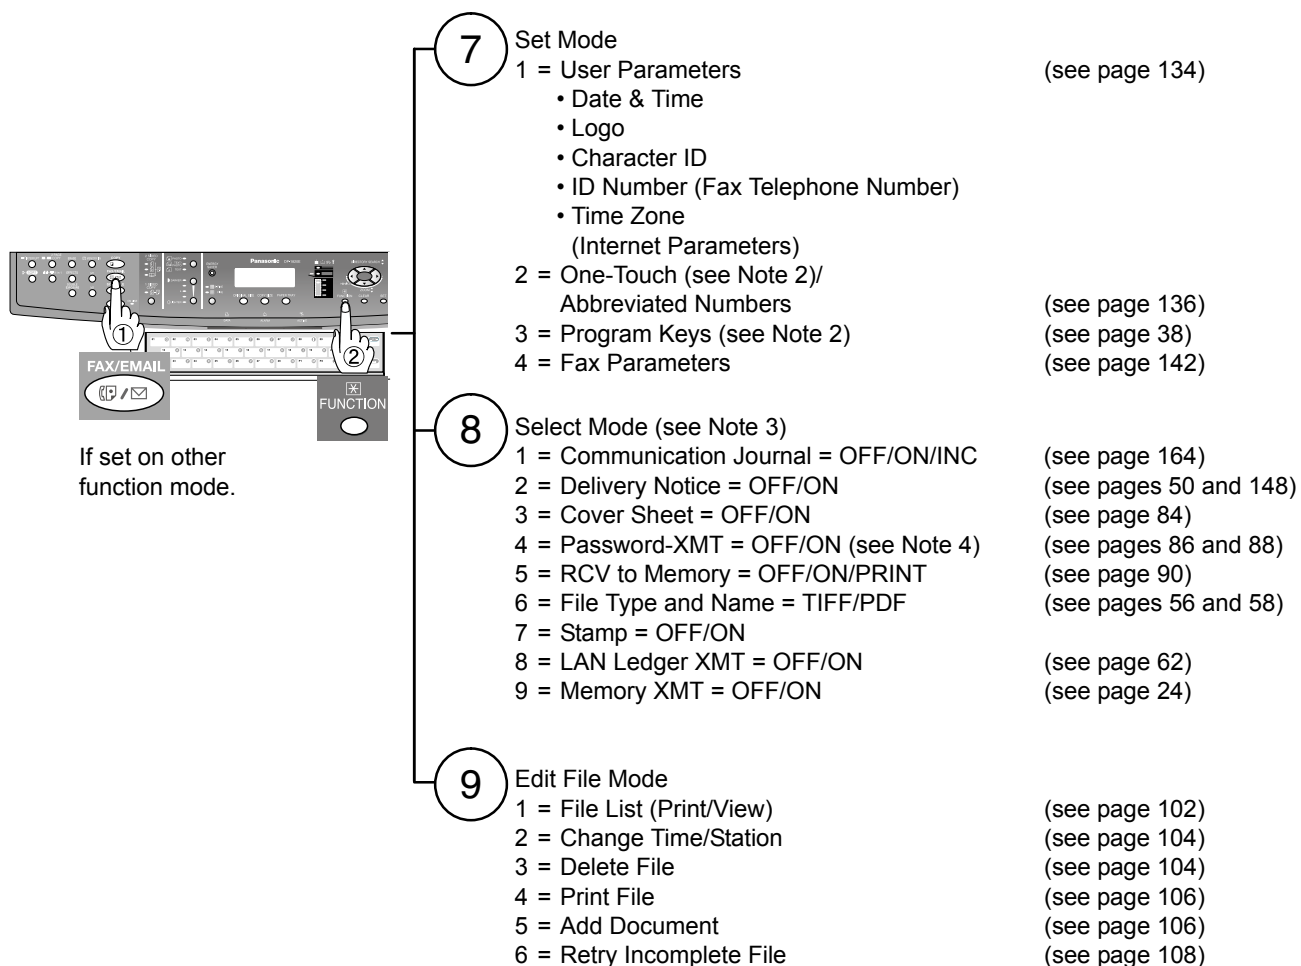 7 Set Mode
1 = User Parameters (see page 134)
• Date & Time
• Logo
• Character ID
• ID Number (Fax Telephone Number)
• Time Zone
(Internet Parameters)
2 = One-Touch (see Note 2)/
Abbreviated Numbers (see page 136)
3 = Program Keys (see Note 2) (see page 38)
4 = Fax Parameters (see page 142)
Panasonic
1
2
FAX/EMAIL
FUNCTION
If set on other
function mode.
8 Select Mode (see Note 3)
1 = Communication Journal = OFF/ON/INC (see page 164)
2 = Delivery Notice = OFF/ON (see pages 50 and 148)
3 = Cover Sheet = OFF/ON (see page 84)
4 = Password-XMT = OFF/ON (see Note 4) (see pages 86 and 88)
5 = RCV to Memory = OFF/ON/PRINT (see page 90)
6 = File Type and Name = TIFF/PDF (see pages 56 and 58)
7 = Stamp = OFF/ON
8 = LAN Ledger XMT = OFF/ON (see page 62)
9 = Memory XMT = OFF/ON (see page 24)
9 Edit File Mode
1 = File List (Print/View) (see page 102)
2 = Change Time/Station (see page 104)
3 = Delete File (see page 104)
4 = Print File (see page 106)
5 = Add Document (see page 106)
6 = Retry Incomplete File (see page 108)